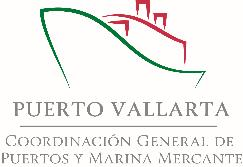 PUERTO VALLARTA
COORDINACIÓN GENERAL DE
PUERTOS Y MARINA MERCANTE